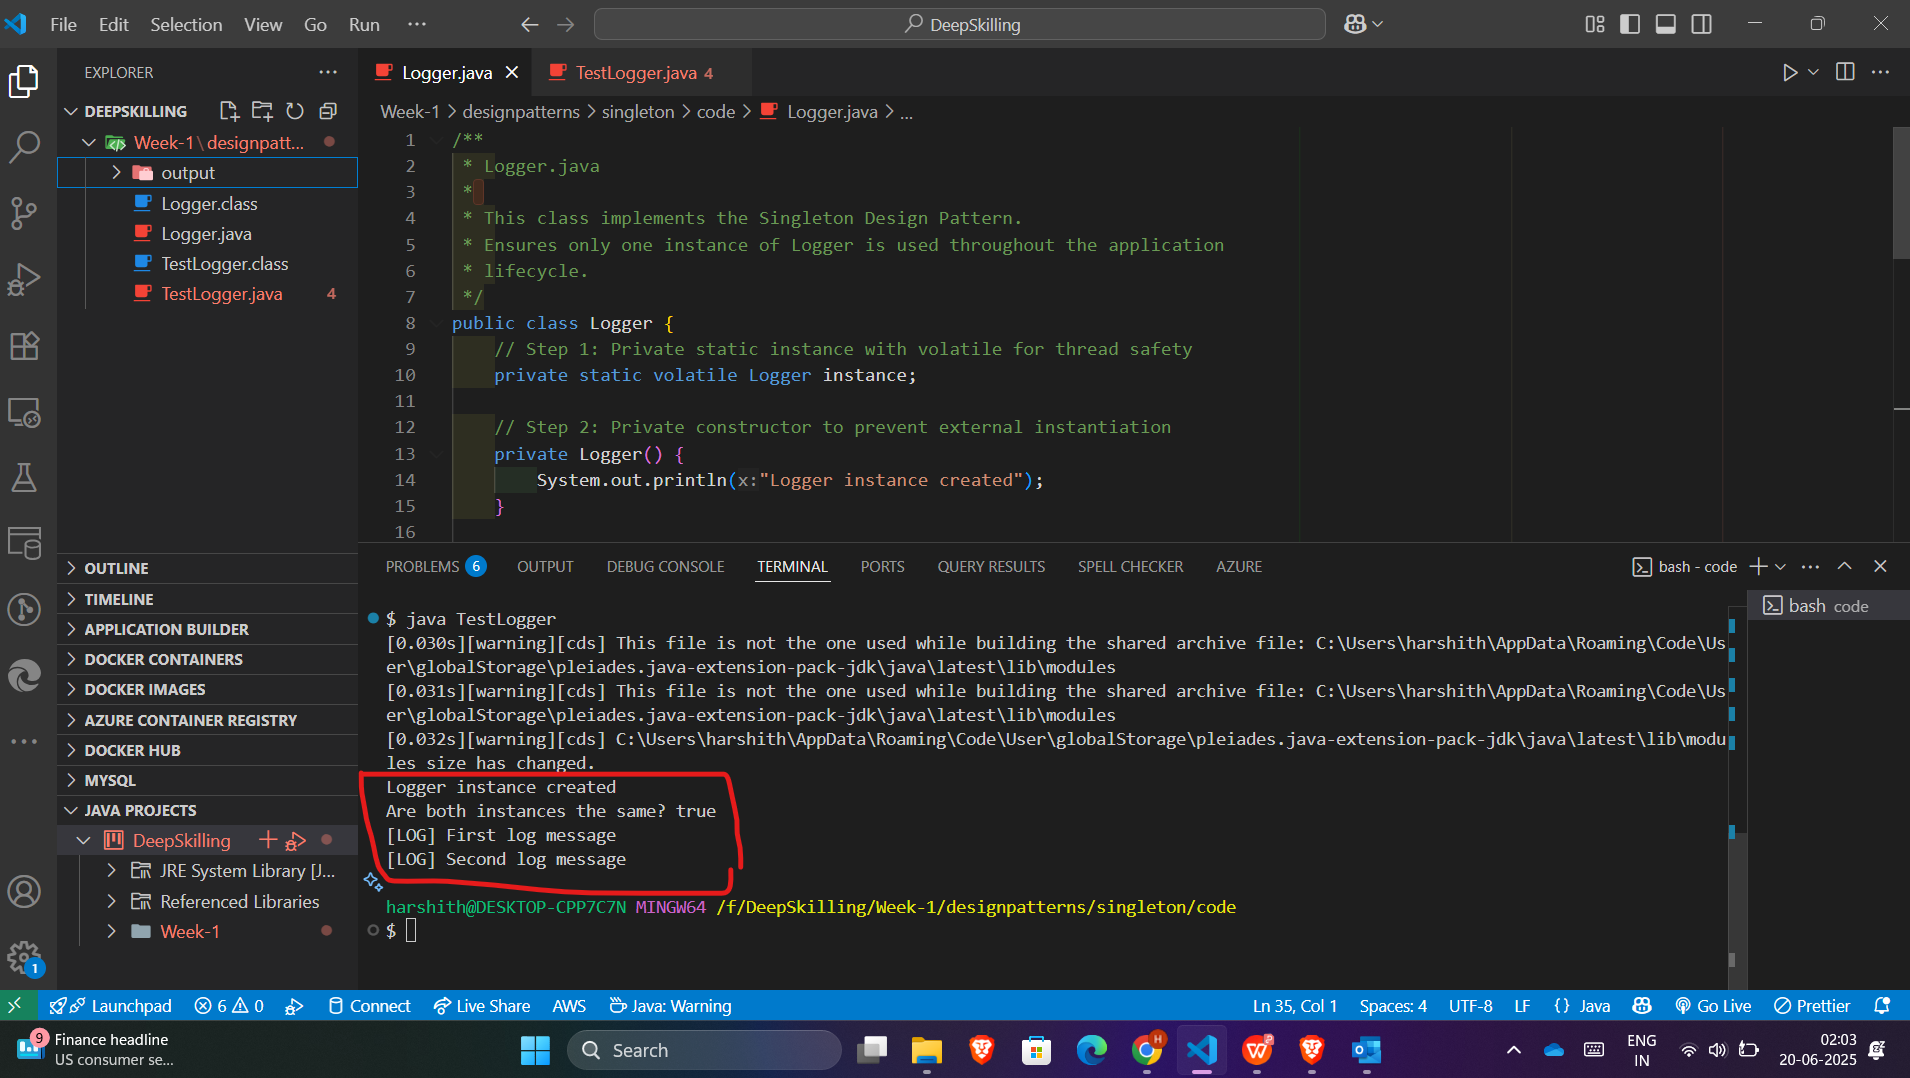 File Edit Selection View Go Run ···
DeepSkilling
EXPLORER
DEEPSKILLING
Week-1\designpatt...
output
Logger.class
Logger.java
TestLogger.class
TestLogger.java 4
OUTLINE
TIMELINE
APPLICATION BUILDER
DOCKER CONTAINERS
DOCKER IMAGES
AZURE CONTAINER REGISTRY
DOCKER HUB
MYSQL
JAVA PROJECTS
DeepSkilling
JRE System Library [J...
Referenced Libraries
Week-1
1
Logger.java TestLogger.java 4
Week-1 > designpatterns > singleton > code > Logger.java > ...
1 /**
2 * Logger.java
3 *
4 * This class implements the Singleton Design Pattern.
5 * Ensures only one instance of Logger is used throughout the application
6 * lifecycle.
7 */
8 public class Logger {
9 // Step 1: Private static instance with volatile for thread safety
10 private static volatile Logger instance;
11
12 // Step 2: Private constructor to prevent external instantiation
13 private Logger() {
14 System.out.println(x:"Logger instance created");
15 }
16
PROBLEMS 6 OUTPUT DEBUG CONSOLE TERMINAL PORTS QUERY RESULTS SPELL CHECKER AZURE
bash - code
bash code
$ java TestLogger
[0.030s][warning][cds] This file is not the one used while building the shared archive file: C:\Users\harshith\AppData\Roaming\Code\Us
er\globalStorage\pleiades.java-extension-pack-jdk\java\latest\lib\modules
[0.031s][warning][cds] This file is not the one used while building the shared archive file: C:\Users\harshith\AppData\Roaming\Code\Us
er\globalStorage\pleiades.java-extension-pack-jdk\java\latest\lib\modules
[0.032s][warning][cds] C:\Users\harshith\AppData\Roaming\Code\User\globalStorage\pleiades.java-extension-pack-jdk\java\latest\lib\modu
les size has changed.
Logger instance created
Are both instances the same? true
[LOG] First log message
[LOG] Second log message
harshith@DESKTOP-CPP7C7N MINGW64 /f/DeepSkilling/Week-1/designpatterns/singleton/code
$
Launchpad 6 0 Connect Live Share AWS Java: Warning
Ln 35, Col 1 Spaces: 4 UTF-8 LF {} Java Go Live Prettier
9
Finance headline
US consumer se...
Search
H
ENG
IN
02:03
20-06-2025